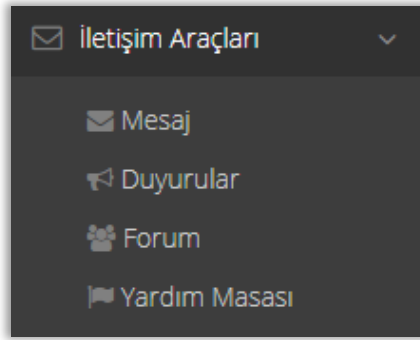 İletişim Araçları
Mesaj
Duyurular
Forum
Yardım Masası